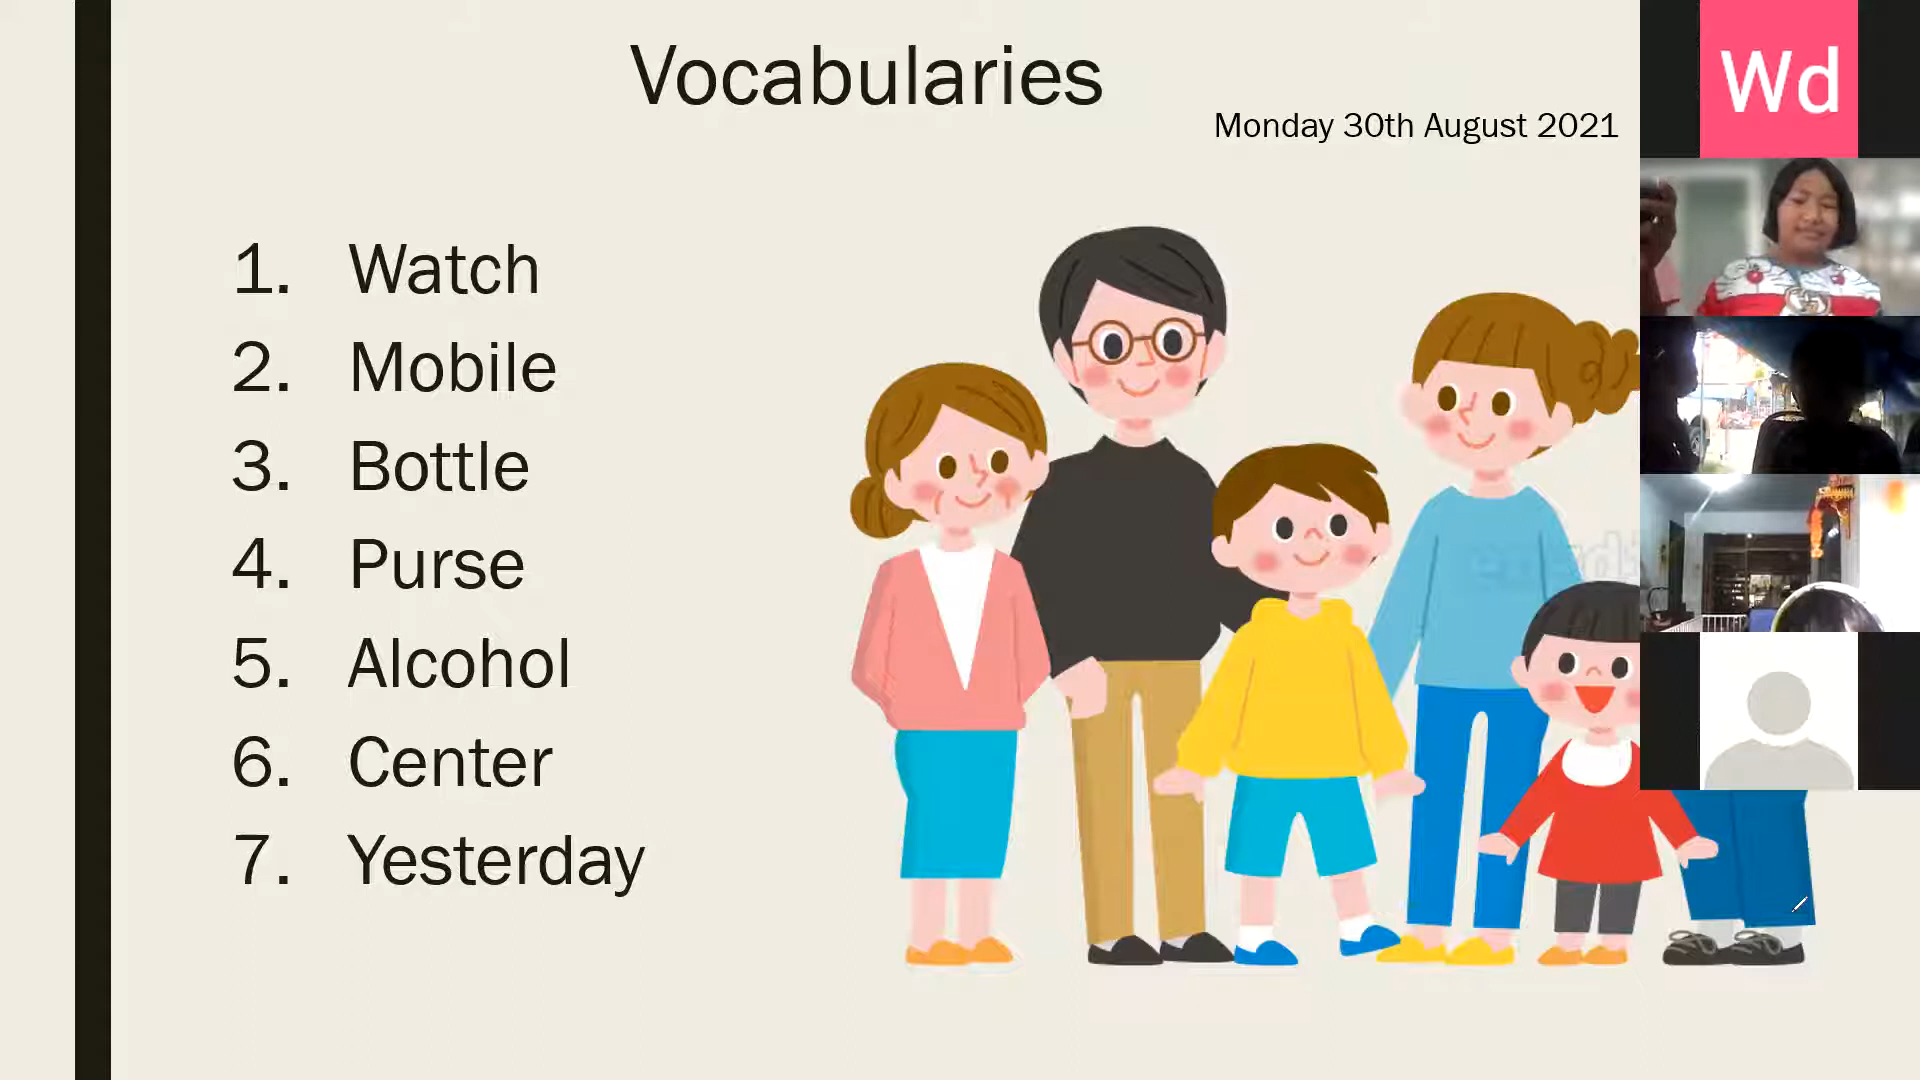 Vocabularies
Monday 30th August 2021
1. Watch
2. Mobile
3. Bottle
4. Purse
5. Alcohol
6. Center
7. Yesterday
Wd